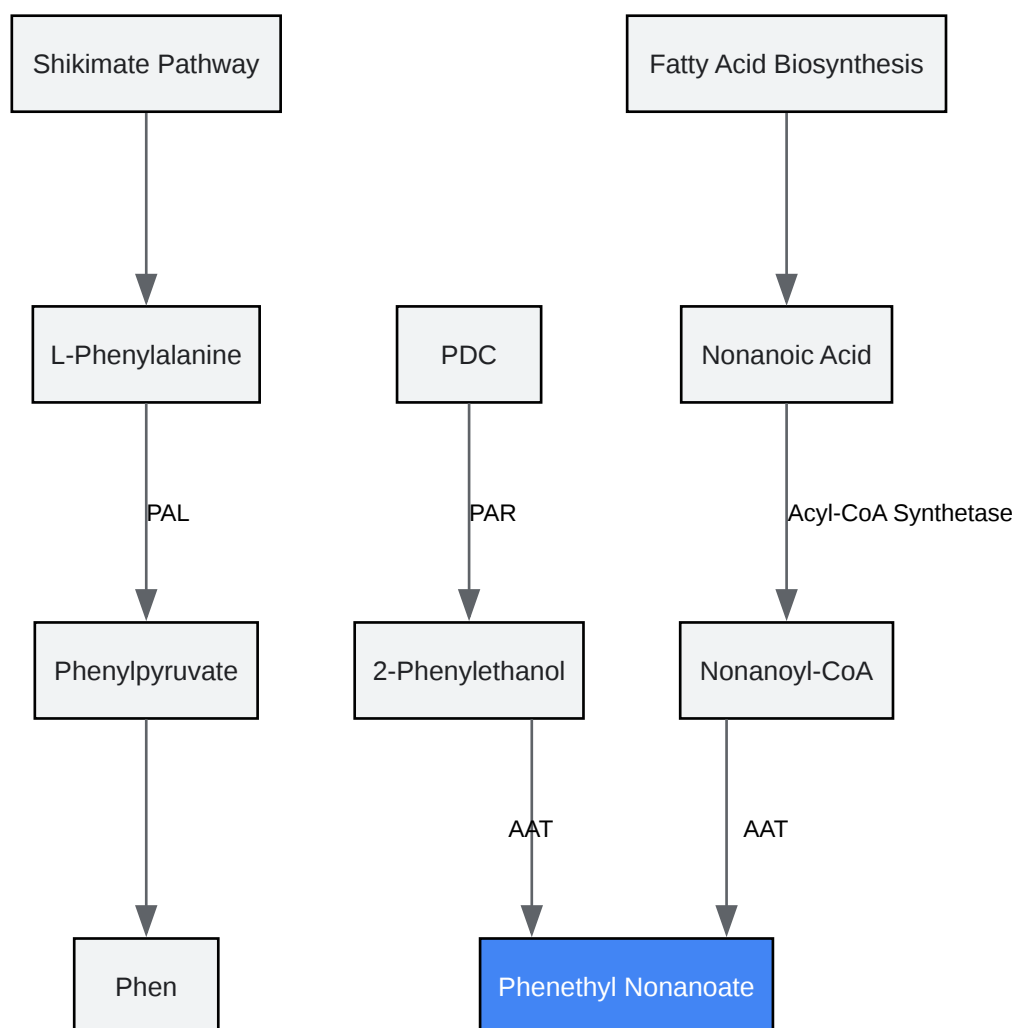 Shikimate Pathway
Fatty Acid Biosynthesis
L-Phenylalanine
PDC
Nonanoic Acid
PAL
PAR
Acyl-CoA Synthetase
Phenylpyruvate
2-Phenylethanol
Nonanoyl-CoA
AAT
AAT
Phen
Phenethyl Nonanoate